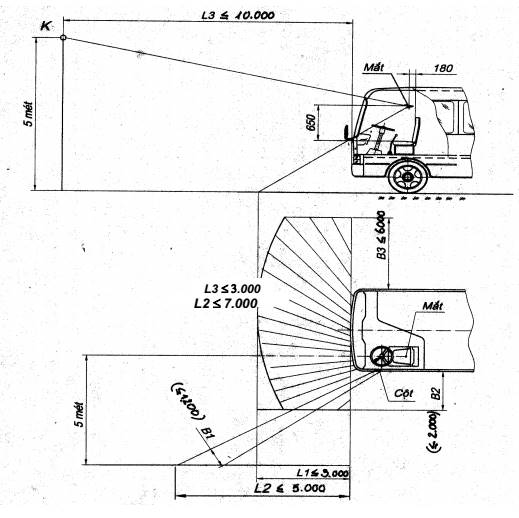 L3 ≤ 10.000
K
Mắt
180
5 mét
650
B3 ≤ 6000
L3 ≤ 3.000
L2 ≤ 7.000
Mắt
Cột
B2
(≤ 2.000)
5 mét
(≤ 1200)
B1
L1 ≤ 3.000
L2 ≤ 5.000